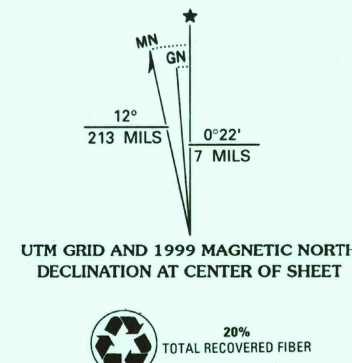 MN
GN
12°
213 MILS
0°22'
7 MILS
UTM GRID AND 1999 MAGNETIC NORTH
DECLINATION AT CENTER OF SHEET
20%
TOTAL RECOVERED FIBER